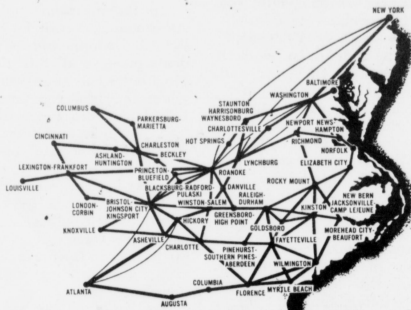 NEW YORK
BALTIMORE
WASHINGTON
STAUNTON
HARRISONBURG
WAYNESBORO
CHARLOTTESVILLE
COLUMBUS
PARKERSBURG-
MARIETTA
NEWPORT NEWS
HAMPTON
HOT SPRINGS
RICHMOND
CINCINNATI
CHARLESTON
NORFOLK
ASHLAND-
HUNTINGTON
BECKLEY
LYNCHBURG
ELIZABETH CITY
LEXINGTON-FRANKFORT
PRINCETON
BLUEFIELD
ROANOKE
LOUISVILLE
BLACKSBURG-RADFORD-
PULASKI
DANVILLE
ROCKY MOUNT
LONDON-
CORBIN
BRISTOL
JOHNSON CITY
KINGSPORT
WINSTON-SALEM
RALEIGH-
DURHAM
NEW BERN
KINSTON
JACKSONVILLE-
CAMP LEJEUNE
HICKORY
GREENSBORO-
HIGH POINT
GOLDSBORO
KNOXVILLE
MOREHEAD CITY-
BEAUFORT
ASHEVILLE
CHARLOTTE
FAYETTEVILLE
PINEHURST-
SOUTHERN PINES-
ABERDEEN
WILMINGTON
COLUMBIA
ATLANTA
FLORENCE
MYRTLE BEACH
AUGUSTA